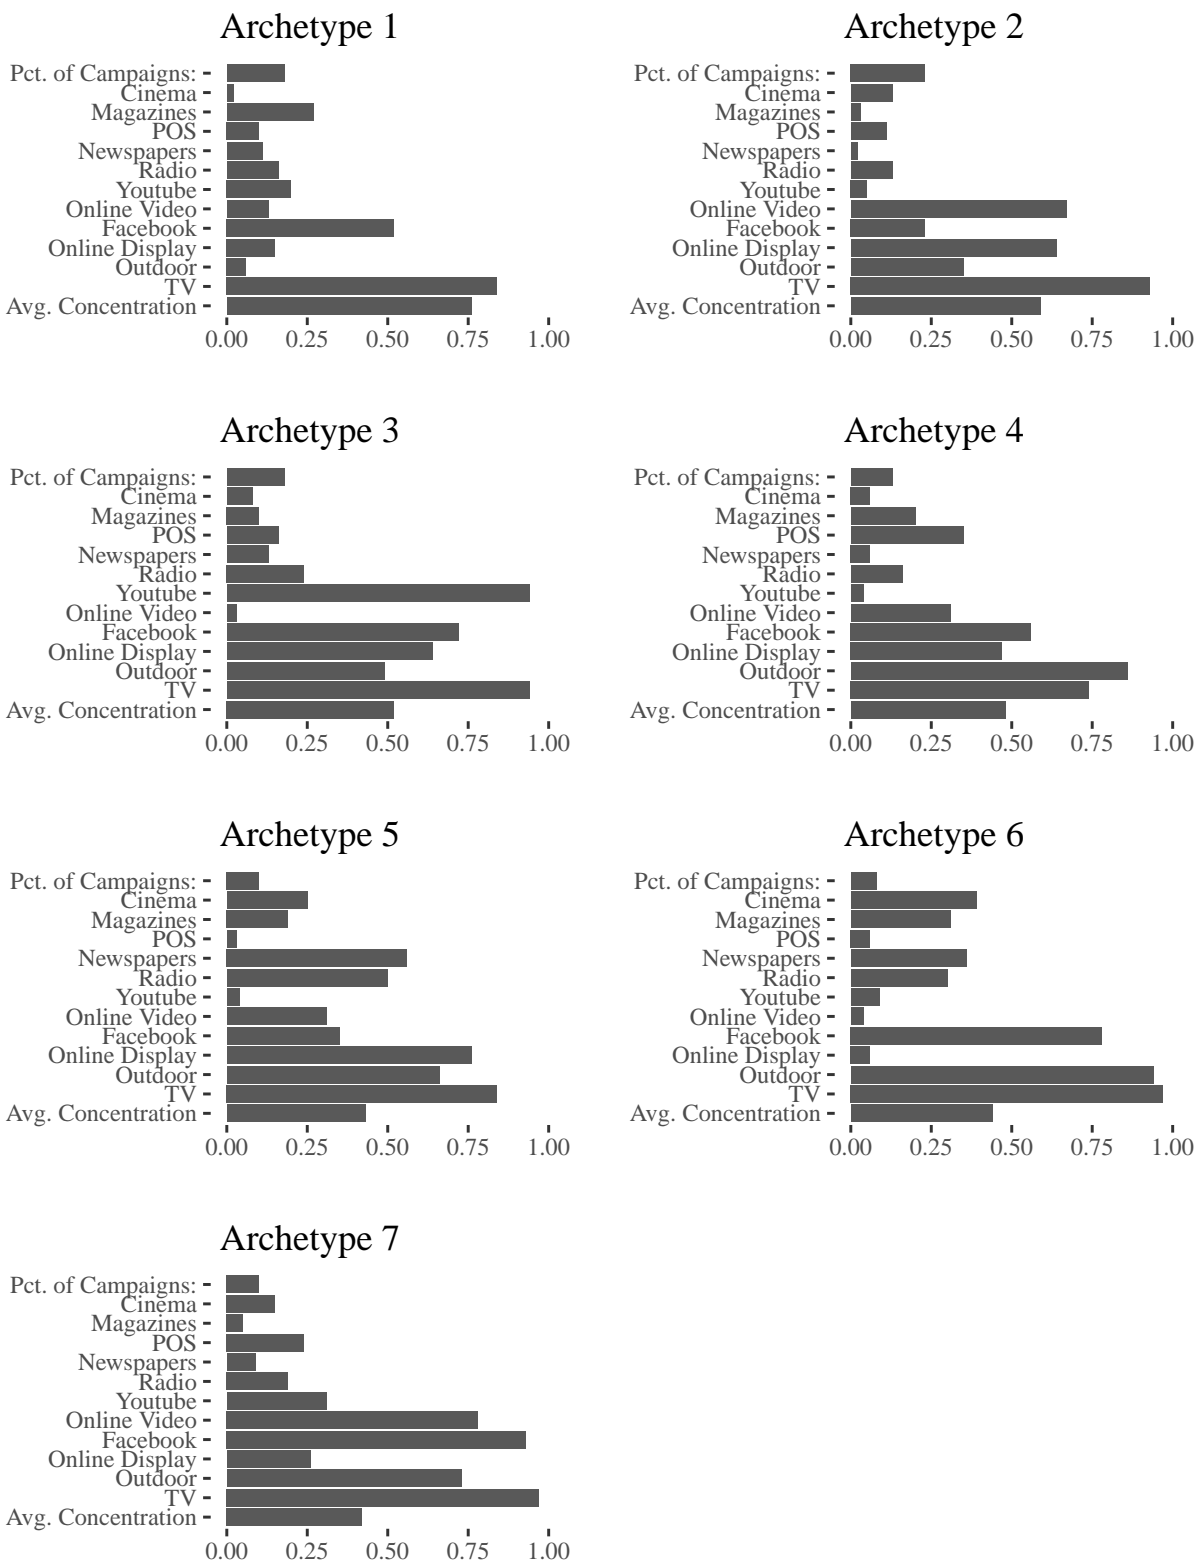 Archetype 1
Pct. of Campaigns:
Cinema
Magazines
POS
Newspapers
Radio
Youtube
Online Video
Facebook
Online Display
Outdoor
TV
Avg. Concentration
0.00 0.25 0.50 0.75 1.00
Archetype 2
Pct. of Campaigns:
Cinema
Magazines
POS
Newspapers
Radio
Youtube
Online Video
Facebook
Online Display
Outdoor
TV
Avg. Concentration
0.00 0.25 0.50 0.75 1.00
Archetype 3
Pct. of Campaigns:
Cinema
Magazines
POS
Newspapers
Radio
Youtube
Online Video
Facebook
Online Display
Outdoor
TV
Avg. Concentration
0.00 0.25 0.50 0.75 1.00
Archetype 4
Pct. of Campaigns:
Cinema
Magazines
POS
Newspapers
Radio
Youtube
Online Video
Facebook
Online Display
Outdoor
TV
Avg. Concentration
0.00 0.25 0.50 0.75 1.00
Archetype 5
Pct. of Campaigns:
Cinema
Magazines
POS
Newspapers
Radio
Youtube
Online Video
Facebook
Online Display
Outdoor
TV
Avg. Concentration
0.00 0.25 0.50 0.75 1.00
Archetype 6
Pct. of Campaigns:
Cinema
Magazines
POS
Newspapers
Radio
Youtube
Online Video
Facebook
Online Display
Outdoor
TV
Avg. Concentration
0.00 0.25 0.50 0.75 1.00
Archetype 7
Pct. of Campaigns:
Cinema
Magazines
POS
Newspapers
Radio
Youtube
Online Video
Facebook
Online Display
Outdoor
TV
Avg. Concentration
0.00 0.25 0.50 0.75 1.00